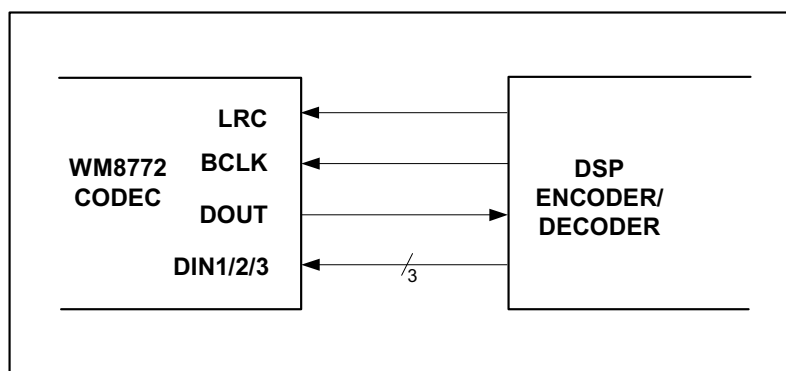 WM8772
CODEC
LRC
BCLK
DOUT
DIN1/2/3
3
DSP
ENCODER/
DECODER